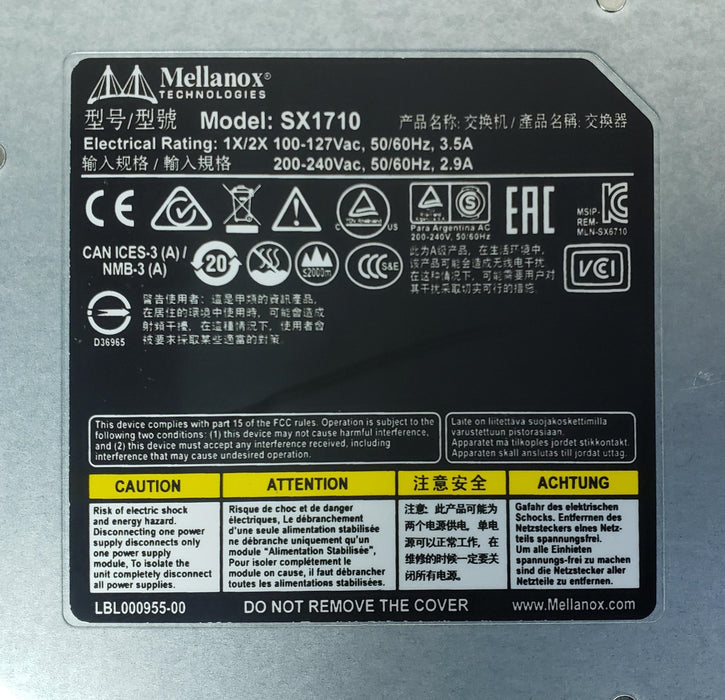 Mellanox®
TECHNOLOGIES
型号/型號 Model: SX1710 产品名称: 交换机 / 產品名稱: 交換器
Electrical Rating: 1X/2X 100-127Vac, 50/60Hz, 3.5A
输入规格 / 輸入規格 200-240Vac, 50/60Hz, 2.9A
CE
C US
Para Argentina AC
200-240V, 50/60Hz
EAC
MSIP-
REM-
MLN-SX6710
CAN ICES-3 (A) /
NMB-3 (A)
20
≤2000m
CCC S&E
此为A级产品, 在生活环境中,
该产品可能会造成无线电干扰
在这种情况下, 可能需要用户对
其干扰采取切实可行的措施.
VCI
D36965
警告使用者: 這是甲類的資訊產品,
在居住的環境中使用時, 可能會造成
射頻干擾, 在這種情況下, 使用者會
被要求採取某些適當的對策.
This device complies with part 15 of the FCC rules. Operation is subject to the
following two conditions: (1) this device may not cause harmful interference,
and (2) this device must accept any interference received, including
interference that may cause undesired operation.
Laite on liitettävä suojakoskettimilla
varustettuun pistorasiaan.
Apparatet må tilkoples jordet stikkontakt.
Apparaten skall anslutas till jordat uttag.
CAUTION
Risk of electric shock
and energy hazard.
Disconnecting one power
supply disconnects only
one power supply
module, To isolate the
unit completely disconnect
all power supplies.
ATTENTION
Risque de choc et de danger
électriques, Le débranchement
d'une seule alimentation stabilisée
ne débranche uniquement qu'un
module "Alimentation Stabilisée",
Pour isoler complètement le
module on cause, il faut débrancher
toutes les alimentations stabilisées.
注意安全
注意: 此产品可能为
两个电源供电, 单电
源可以正常工作, 在
维修的时候一定要关
闭所有电源.
ACHTUNG
Gafahr des elektrischen
Schocks. Entferrnen des
Netzsteckers eines Netz-
teils spannungsfrei.
Um alle Einhieten
spannungs-frei zu machen
sind die Netzstecker aller
Netzteile zu entfernen.
LBL000955-00 DO NOT REMOVE THE COVER www.Mellanox.com